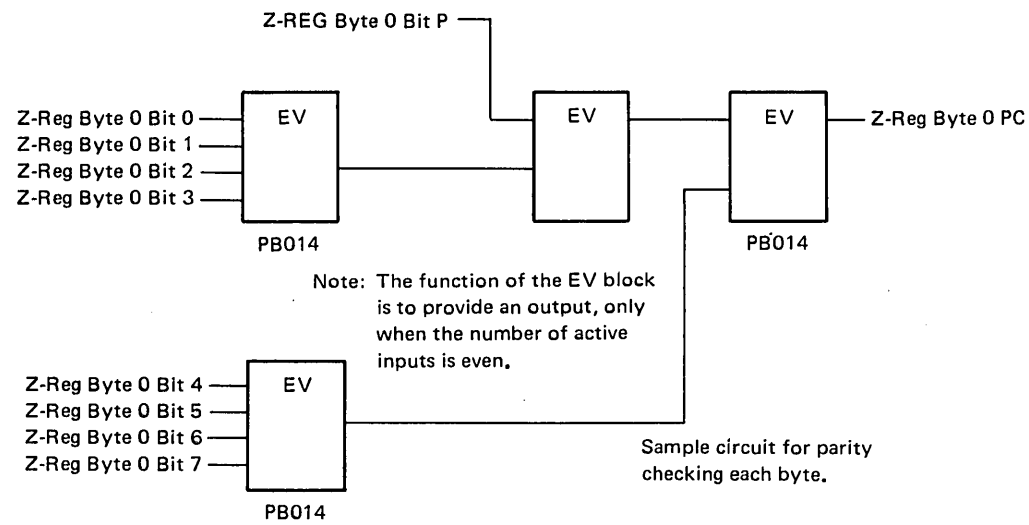 Z-REG Byte 0 Bit P
EV
EV
EV
Z-Reg Byte 0 Bit 0
Z-Reg Byte 0 Bit 1
Z-Reg Byte 0 Bit 2
Z-Reg Byte 0 Bit 3
Z-Reg Byte 0 PC
PB014
PB014
Note: The function of the EV block
is to provide an output, only
when the number of active
inputs is even.
EV
Z-Reg Byte 0 Bit 4
Z-Reg Byte 0 Bit 5
Z-Reg Byte 0 Bit 6
Z-Reg Byte 0 Bit 7
PB014
Sample circuit for parity
checking each byte.